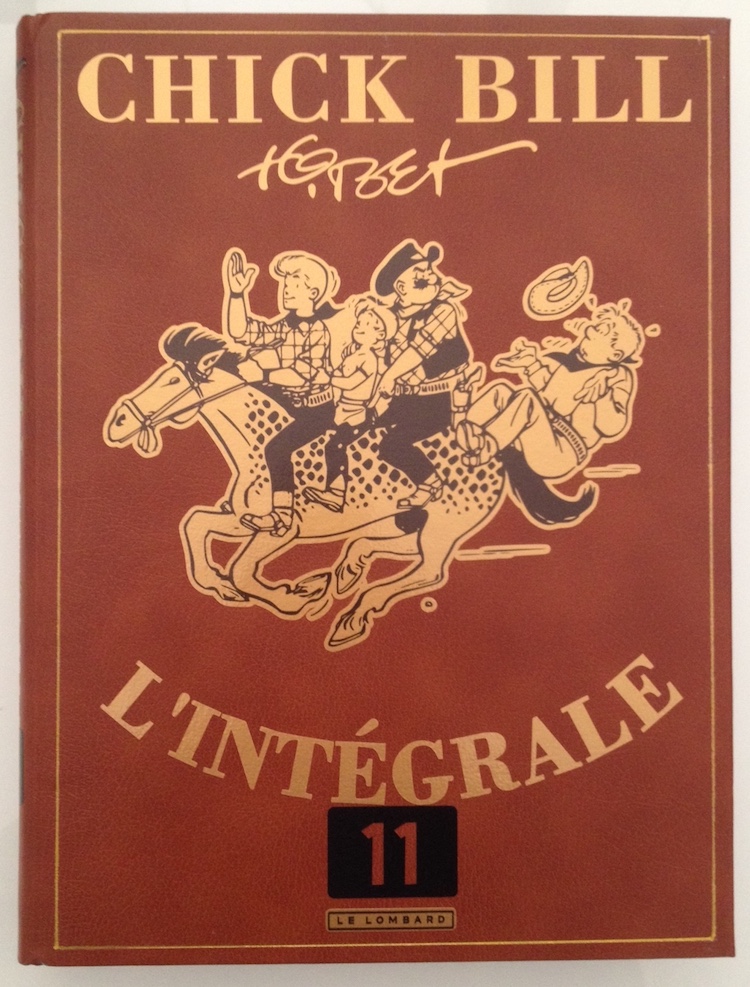 CHICK BILL
TIBET
L'INTÉGRALE
11
LE LOMBARD